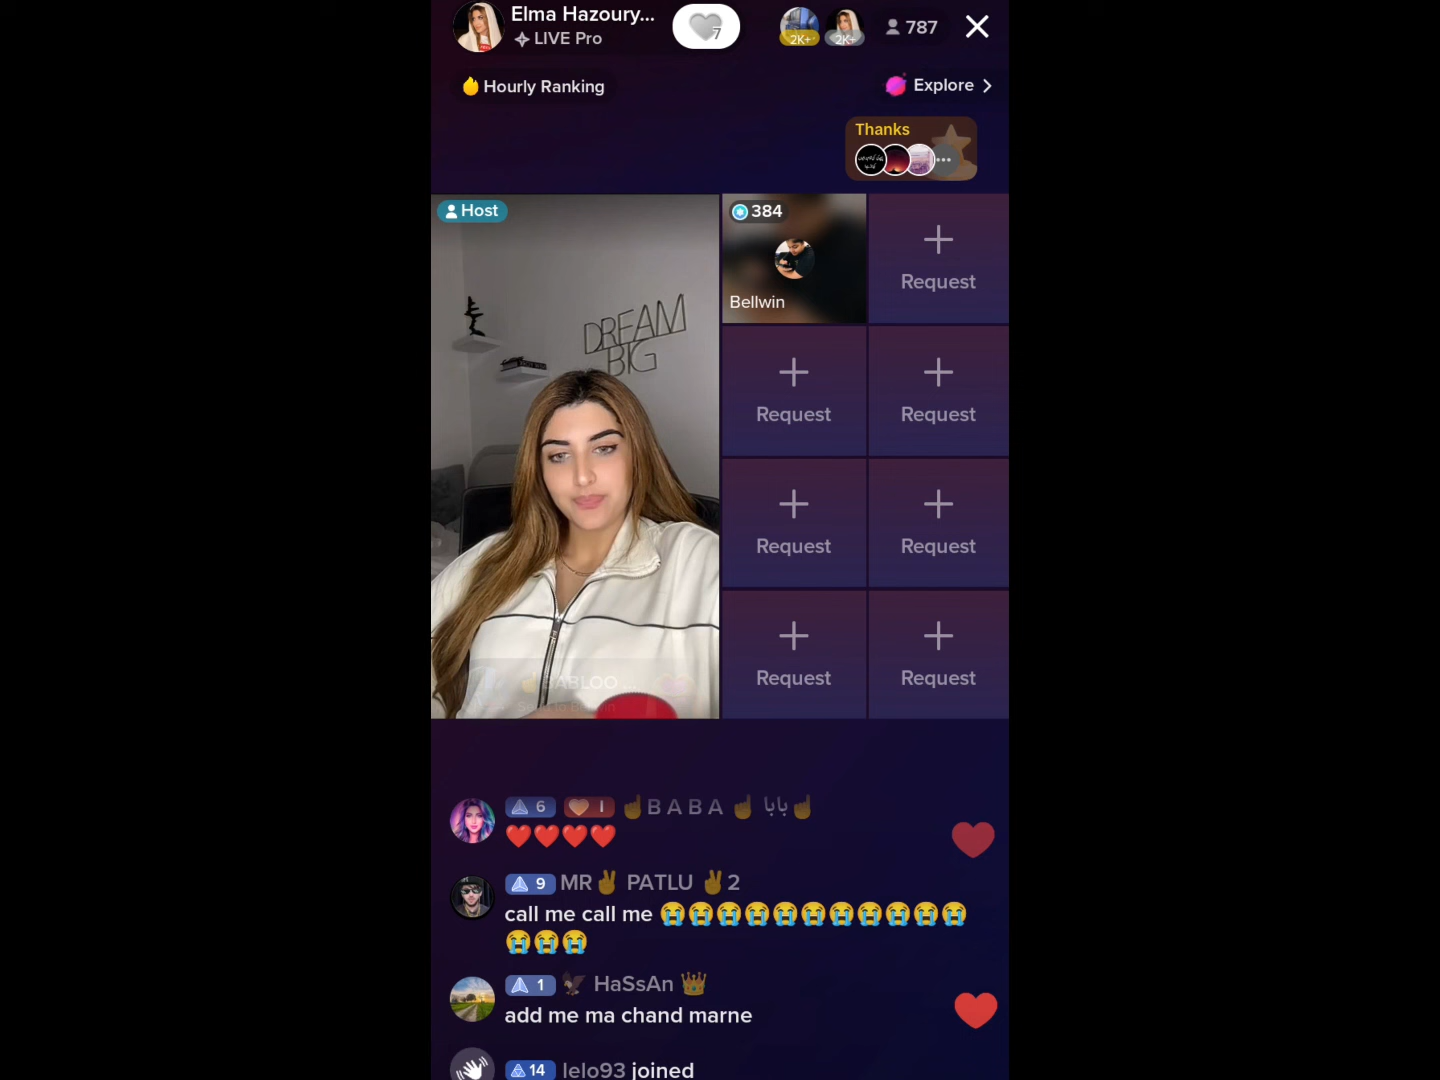 Elma Hazoury...
LIVE Pro
7
2K+
2K+
787
Hourly Ranking
Explore
Thanks
Host
384
Bellwin
Request
DREAM
BIG
Request
Request
Request
Request
Request
Request
BABLOO
6 I ☝️B A B A ☝️ بابا☝️
❤️❤️❤️❤️
9 MR✌️ PATLU ✌️2
call me call me 😭😭😭😭😭😭😭😭😭😭😭
😭😭😭
1 🦅 HaSsAn 👑
add me ma chand marne
14 lelo93 joined